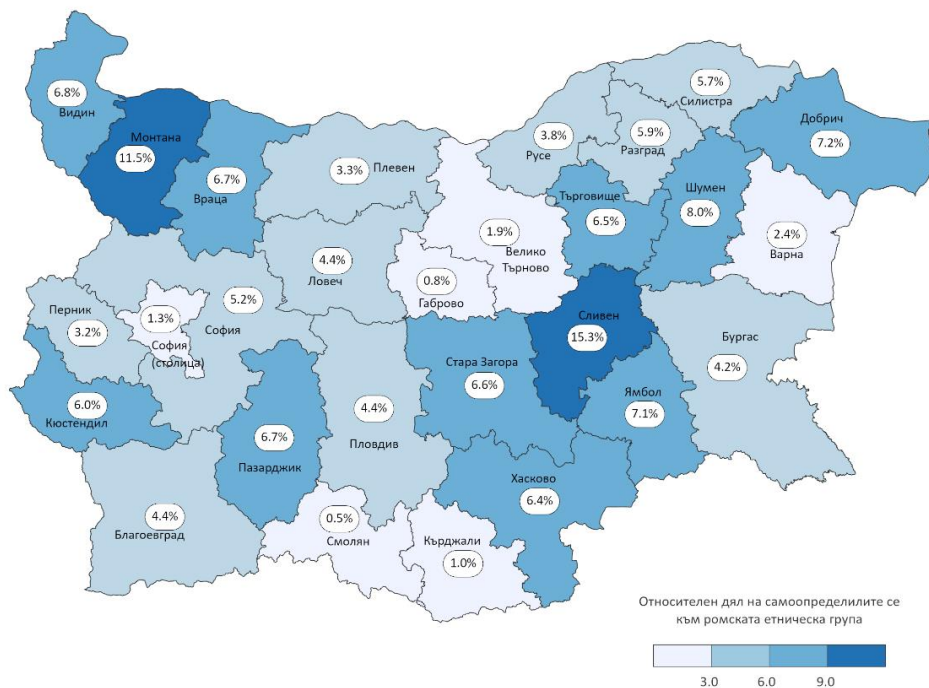 5.7%
Силистра
6.8%
Видин
Добрич
7.2%
Монтана
11.5%
3.8%
Русе
5.9%
Разград
3.3%
Плевен
6.7%
Враца
Търговище
6.5%
Шумен
8.0%
1.9%
Велико
Търново
2.4%
Варна
4.4%
Ловеч
0.8%
Габрово
5.2%
София
Перник
3.2%
1.3%
София
(столица)
Сливен
15.3%
Бургас
4.2%
Стара Загора
6.6%
Ямбол
7.1%
6.0%
Кюстендил
6.7%
Пазарджик
4.4%
Пловдив
Хасково
6.4%
4.4%
Благоевград
0.5%
Смолян
Кърджали
1.0%
Относителен дял на самоопределилите се
към ромската етническа група
3.0 6.0 9.0